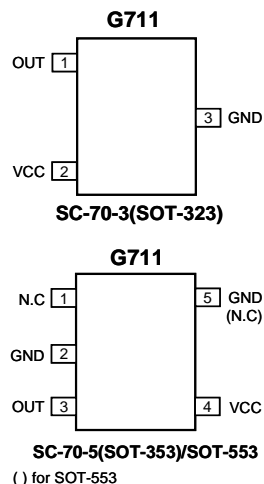 G711
OUT 1
3 GND
VCC 2
SC-70-3(SOT-323)
G711
N.C 1
5 GND
(N.C)
GND 2
OUT 3
4 VCC
SC-70-5(SOT-353)/SOT-553
( ) for SOT-553